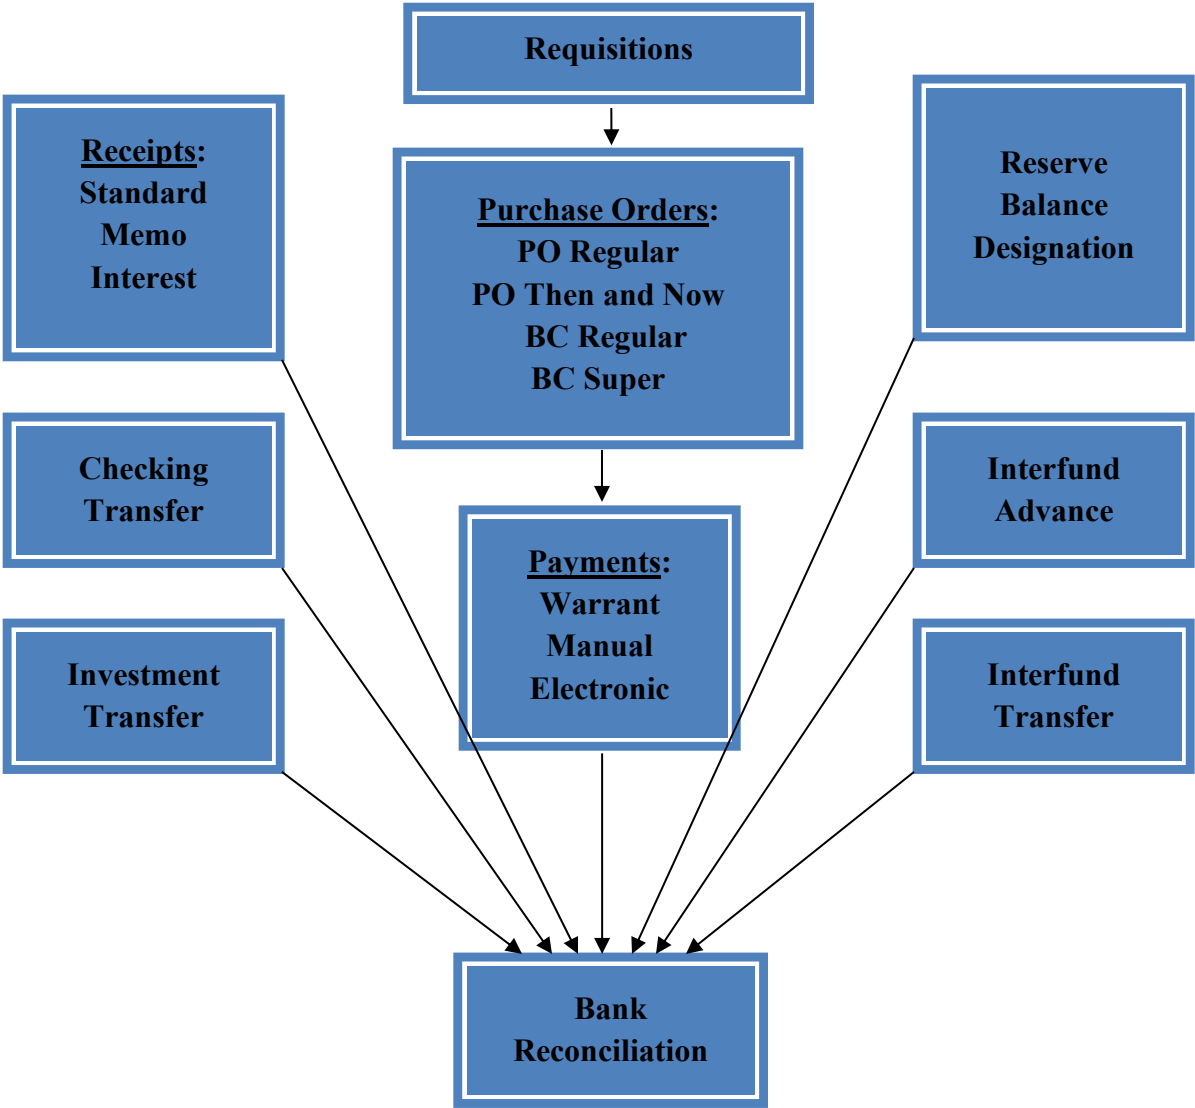 Requisitions
Receipts:
Standard
Memo
Interest
Purchase Orders:
PO Regular
PO Then and Now
BC Regular
BC Super
Reserve
Balance
Designation
Checking
Transfer
Payments:
Warrant
Manual
Electronic
Interfund
Advance
Investment
Transfer
Interfund
Transfer
Bank
Reconciliation